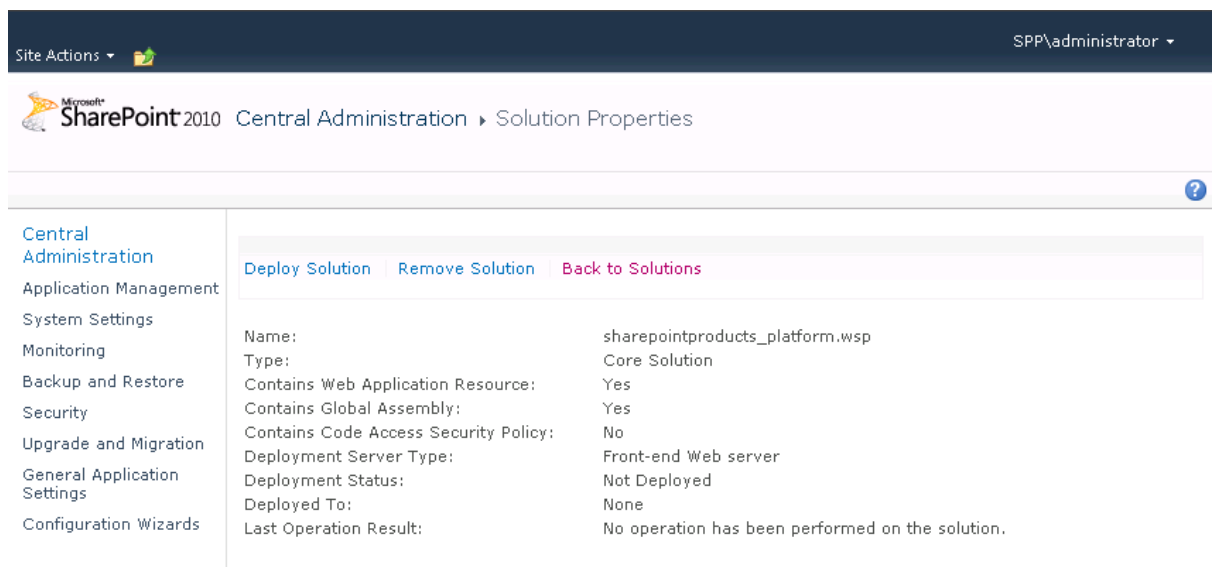 SPP\administrator
Site Actions
Microsoft®
SharePoint 2010 Central Administration Solution Properties
Central
Administration
Application Management
System Settings
Monitoring
Backup and Restore
Security
Upgrade and Migration
General Application
Settings
Configuration Wizards
Deploy Solution Remove Solution Back to Solutions
Name: sharepointproducts_platform.wsp
Type: Core Solution
Contains Web Application Resource: Yes
Contains Global Assembly: Yes
Contains Code Access Security Policy: No
Deployment Server Type: Front-end Web server
Deployment Status: Not Deployed
Deployed To: None
Last Operation Result: No operation has been performed on the solution.